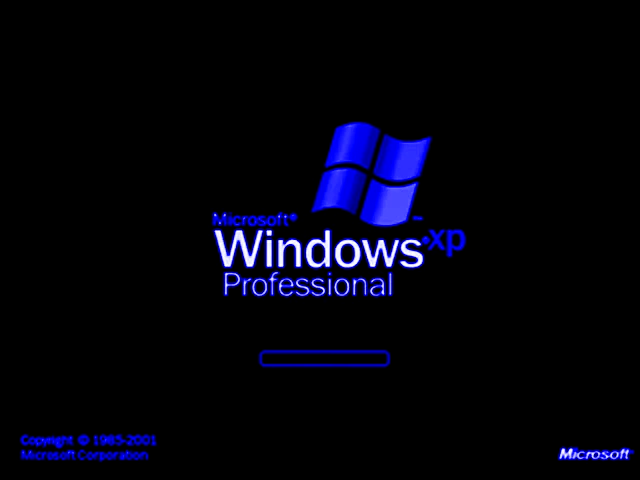 Microsoft®
Windows xp
Professional
Copyright © 1985-2001
Microsoft Corporation
Microsoft